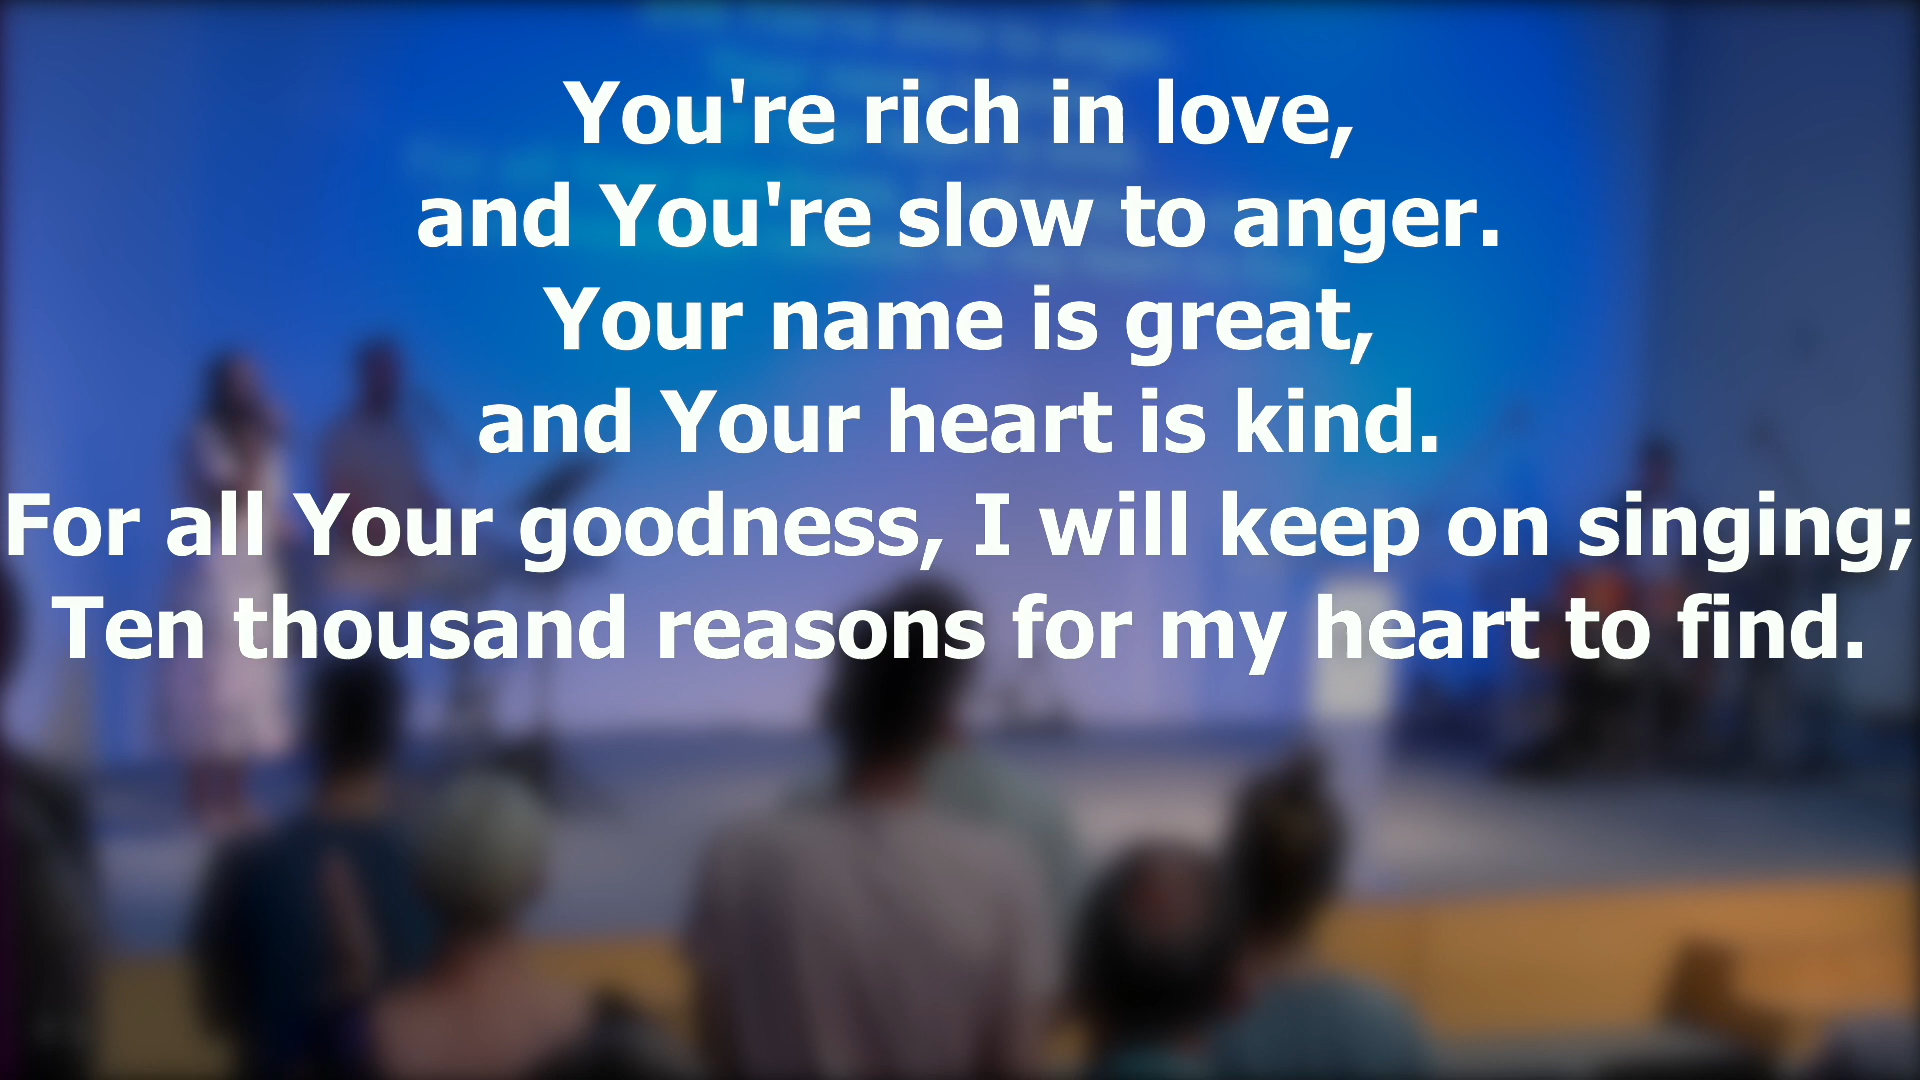 You're rich in love,
and You're slow to anger.
Your name is great,
and Your heart is kind.
For all Your goodness, I will keep on singing;
Ten thousand reasons for my heart to find.